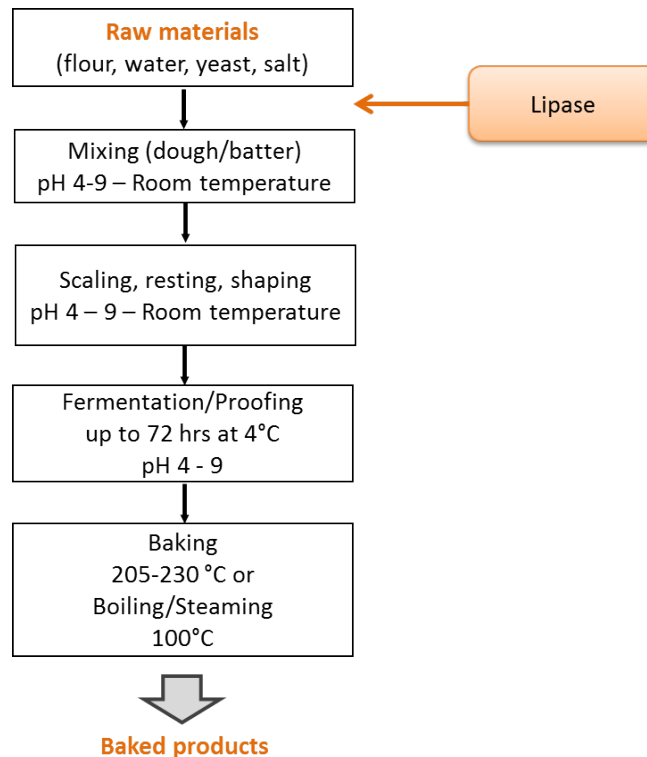 Raw materials
(flour, water, yeast, salt)
Lipase
Mixing (dough/batter)
pH 4-9 – Room temperature
Scaling, resting, shaping
pH 4 – 9 – Room temperature
Fermentation/Proofing
up to 72 hrs at 4°C
pH 4 - 9
Baking
205-230 °C or
Boiling/Steaming
100°C
Baked products